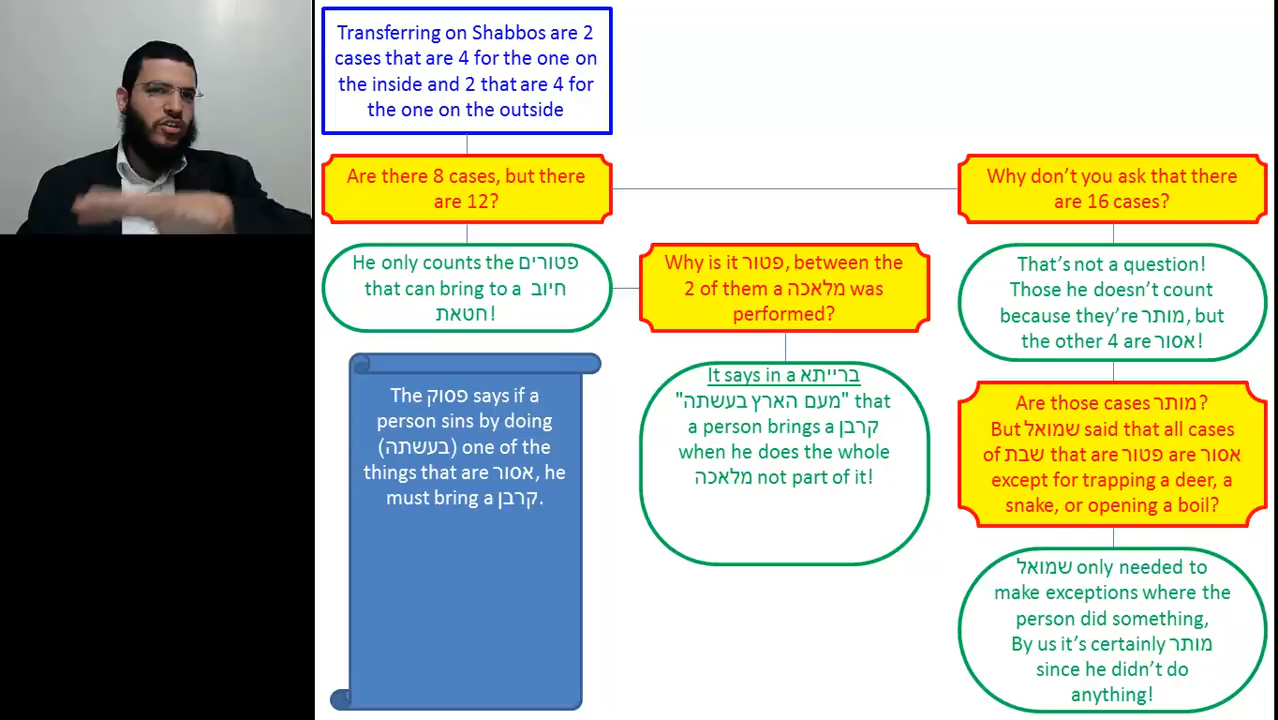 Transferring on Shabbos are 2
cases that are 4 for the one on
the inside and 2 that are 4 for
the one on the outside
Are there 8 cases, but there
are 12?
Why don't you ask that there
are 16 cases?
He only counts the פטורים
that can bring to a חיוב
חטאת!
Why is it פטור, between the
2 of them a מלאכה was
performed?
That's not a question!
Those he doesn't count
because they're מותר, but
the other 4 are אסור!
The פסוק says if a
person sins by doing
(בעשתה) one of the
things that are אסור, he
must bring a קרבן.
It says in a ברייתא
"מעם הארץ בעשתה" that
a person brings a קרבן
when he does the whole
מלאכה not part of it!
Are those cases מותר?
But שמואל said that all cases
of שבת that are פטור are אסור
except for trapping a deer, a
snake, or opening a boil?
שמואל only needed to
make exceptions where the
person did something,
By us it's certainly מותר
since he didn't do
anything!